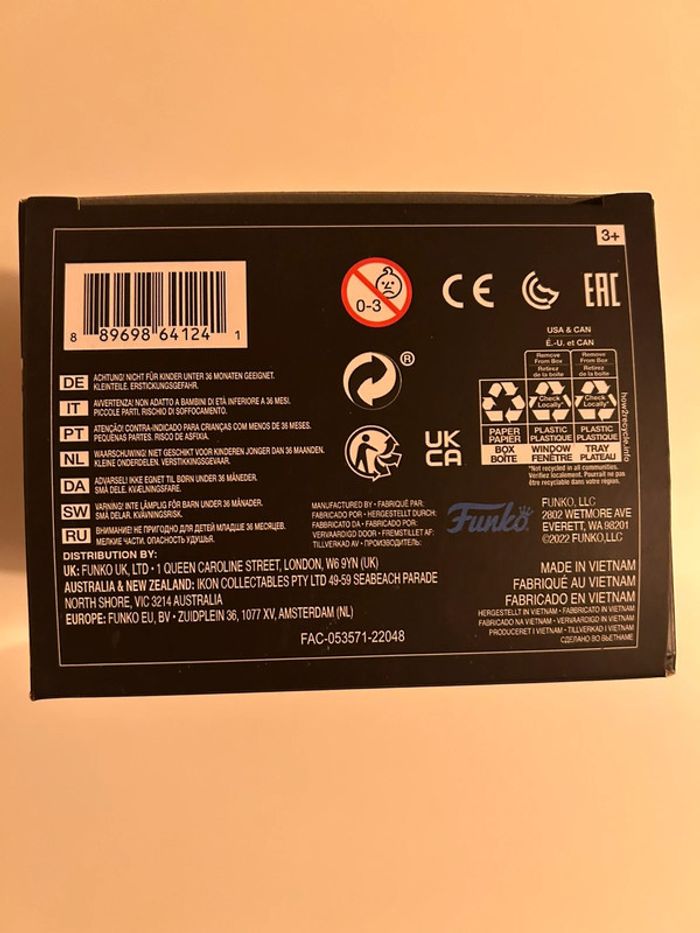 3+
8 89698 64124 1
0-3
CE
EAC
®
UK
CA
USA & CAN
É.-U. et CAN
Remove From Box
Retirez de la boîte
Remove From Box
Retirez de la boîte
Check Locally*
Check Locally*
PAPER PAPIER
PLASTIC PLASTIQUE
PLASTIC PLASTIQUE
BOX BOÎTE
WINDOW FENÊTRE
TRAY PLATEAU
how2recycle.info
*Not recycled in all communities.
Vérifiez localement. Pourrait ne pas
être recyclable dans votre région.
DE ACHTUNG! NICHT FÜR KINDER UNTER 36 MONATEN GEEIGNET.
KLEINTEILE. ERSTICKUNGSGEFAHR.
IT AVVERTENZA! NON ADATTO A BAMBINI DI ETÀ INFERIORE A 36 MESI.
PICCOLE PARTI. RISCHIO DI SOFFOCAMENTO.
PT ATENÇÃO! CONTRA-INDICADO PARA CRIANÇAS COM MENOS DE 36 MESES.
PEQUENAS PARTES. RISCO DE ASFIXIA.
NL WAARSCHUWING! NIET GESCHIKT VOOR KINDEREN JONGER DAN 36 MAANDEN.
KLEINE ONDERDELEN. VERSTIKKINGSGEVAAR.
DA ADVARSEL! IKKE EGNET TIL BØRN UNDER 36 MÅNEDER.
SMÅ DELE. KVÆLNINGSFARE.
SW VARNING! INTE LÄMPLIG FÖR BARN UNDER 36 MÅNADER.
SMÅ DELAR. KVÄVNINGSRISK.
RU ВНИМАНИЕ! НЕ ПРИГОДНО ДЛЯ ДЕТЕЙ МЛАДШЕ 36 МЕСЯЦЕВ.
МЕЛКИЕ ЧАСТИ. ОПАСНОСТЬ УДУШЬЯ.
MANUFACTURED BY • FABRIQUÉ PAR:
FABRICADO POR • HERGESTELLT DURCH:
FABRICATO DA • FABRICADO POR:
VERVAARDIGD DOOR • FREMSTILLET AF:
TILLVERKAD AV • ПРОИЗВОДИТЕЛЬ:
Funko
FUNKO, LLC
2802 WETMORE AVE
EVERETT, WA 98201
©2022 FUNKO,LLC
DISTRIBUTION BY:
UK: FUNKO UK, LTD • 1 QUEEN CAROLINE STREET, LONDON, W6 9YN (UK)
AUSTRALIA & NEW ZEALAND: IKON COLLECTABLES PTY LTD 49-59 SEABEACH PARADE
NORTH SHORE, VIC 3214 AUSTRALIA
EUROPE: FUNKO EU, BV • ZUIDPLEIN 36, 1077 XV, AMSTERDAM (NL)
FAC-053571-22048
MADE IN VIETNAM
FABRIQUÉ AU VIETNAM
FABRICADO EN VIETNAM
HERGESTELLT IN VIETNAM • FABBRICATO IN VIETNAM
FABRICADO NA VIETNAM • VERVAARDIGD IN VIETNAM
PRODUCERET I VIETNAM • TILLVERKAD I VIETNAM
СДЕЛАНО ВО ВЬЕТНАМЕ